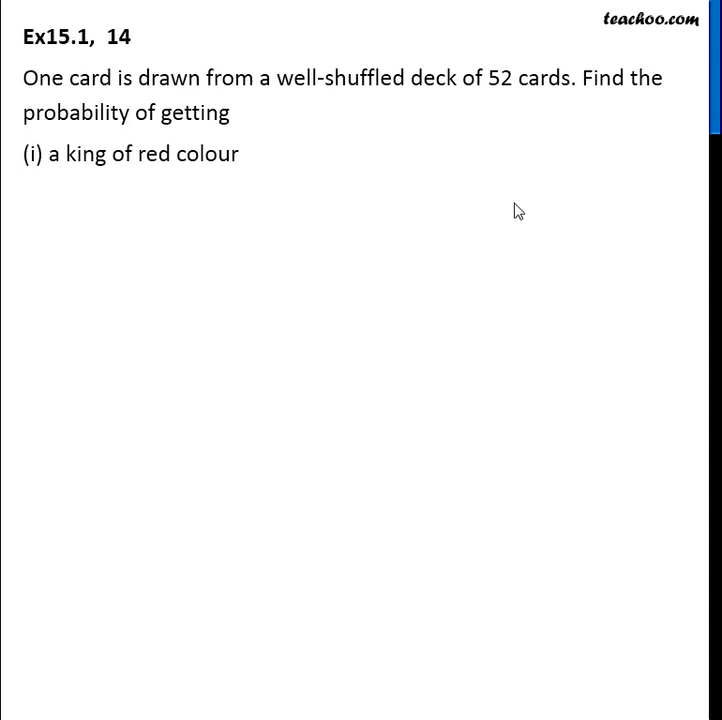 teachoo.com
Ex15.1, 14
One card is drawn from a well-shuffled deck of 52 cards. Find the
probability of getting
(i) a king of red colour